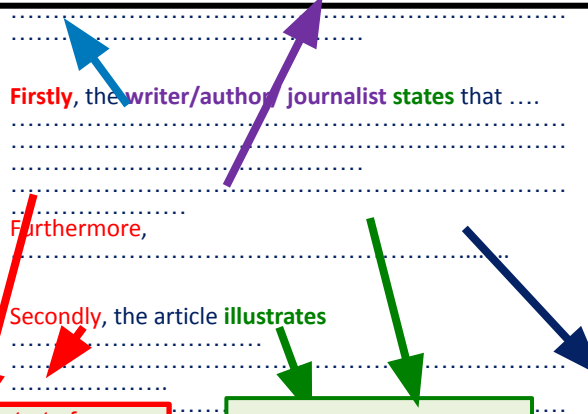 Firstly, the writer/author/ journalist states that ….
Furthermore,
Secondly, the article illustrates